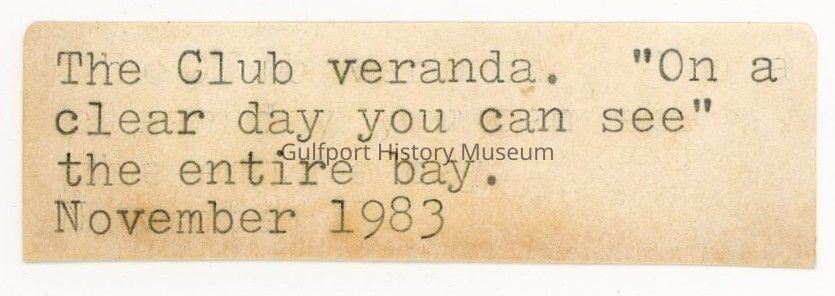 The Club veranda.  "On a
clear day you can see"
Gulfport History Museum
the entire bay.
November 1983